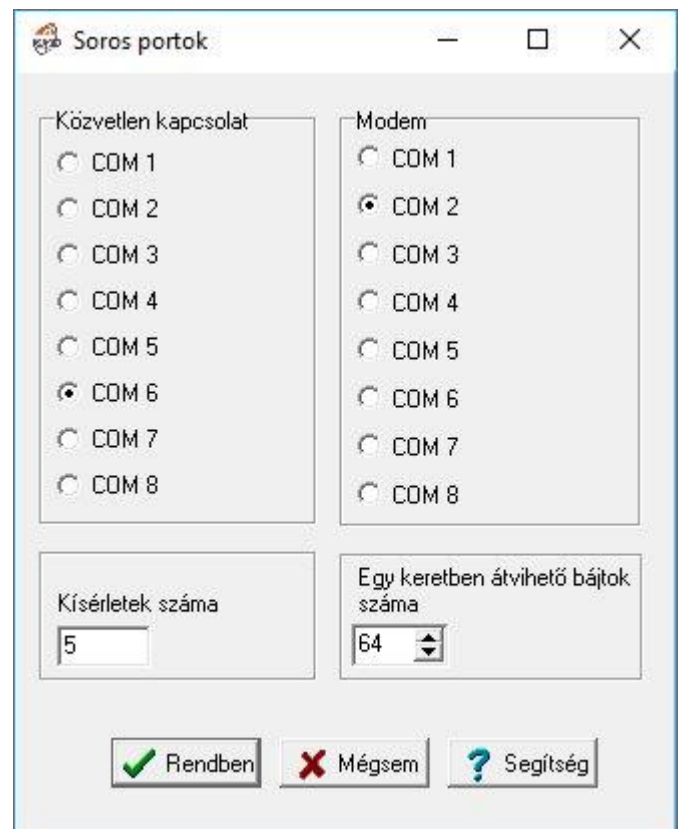 Soros portok
Közvetlen kapcsolat
COM 1
COM 2
COM 3
COM 4
COM 5
COM 6
COM 7
COM 8
Modem
COM 1
COM 2
COM 3
COM 4
COM 5
COM 6
COM 7
COM 8
Kísérletek száma
5
Egy keretben átvihető bájtok
száma
64
Rendben
Mégsem
Segítség